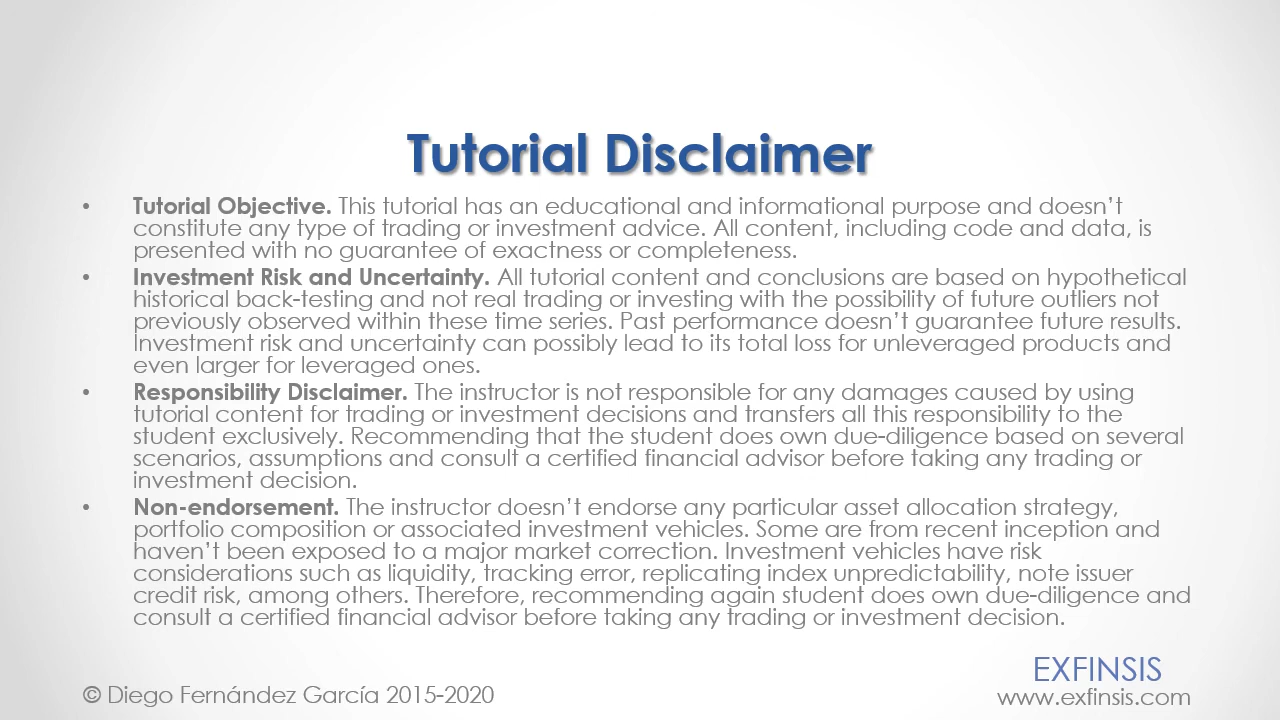 Tutorial Disclaimer
• Tutorial Objective. This tutorial has an educational and informational purpose and doesn’t
constitute any type of trading or investment advice. All content, including code and data, is
presented with no guarantee of exactness or completeness.
• Investment Risk and Uncertainty. All tutorial content and conclusions are based on hypothetical
historical back-testing and not real trading or investing with the possibility of future outliers not
previously observed within these time series. Past performance doesn’t guarantee future results.
Investment risk and uncertainty can possibly lead to its total loss for unleveraged products and
even larger for leveraged ones.
• Responsibility Disclaimer. The instructor is not responsible for any damages caused by using
tutorial content for trading or investment decisions and transfers all this responsibility to the
student exclusively. Recommending that the student does own due-diligence based on several
scenarios, assumptions and consult a certified financial advisor before taking any trading or
investment decision.
• Non-endorsement. The instructor doesn’t endorse any particular asset allocation strategy,
portfolio composition or associated investment vehicles. Some are from recent inception and
haven’t been exposed to a major market correction. Investment vehicles have risk
considerations such as liquidity, tracking error, replicating index unpredictability, note issuer
credit risk, among others. Therefore, recommending again student does own due-diligence and
consult a certified financial advisor before taking any trading or investment decision.
EXFINSIS
© Diego Fernández García 2015-2020
www.exfinsis.com